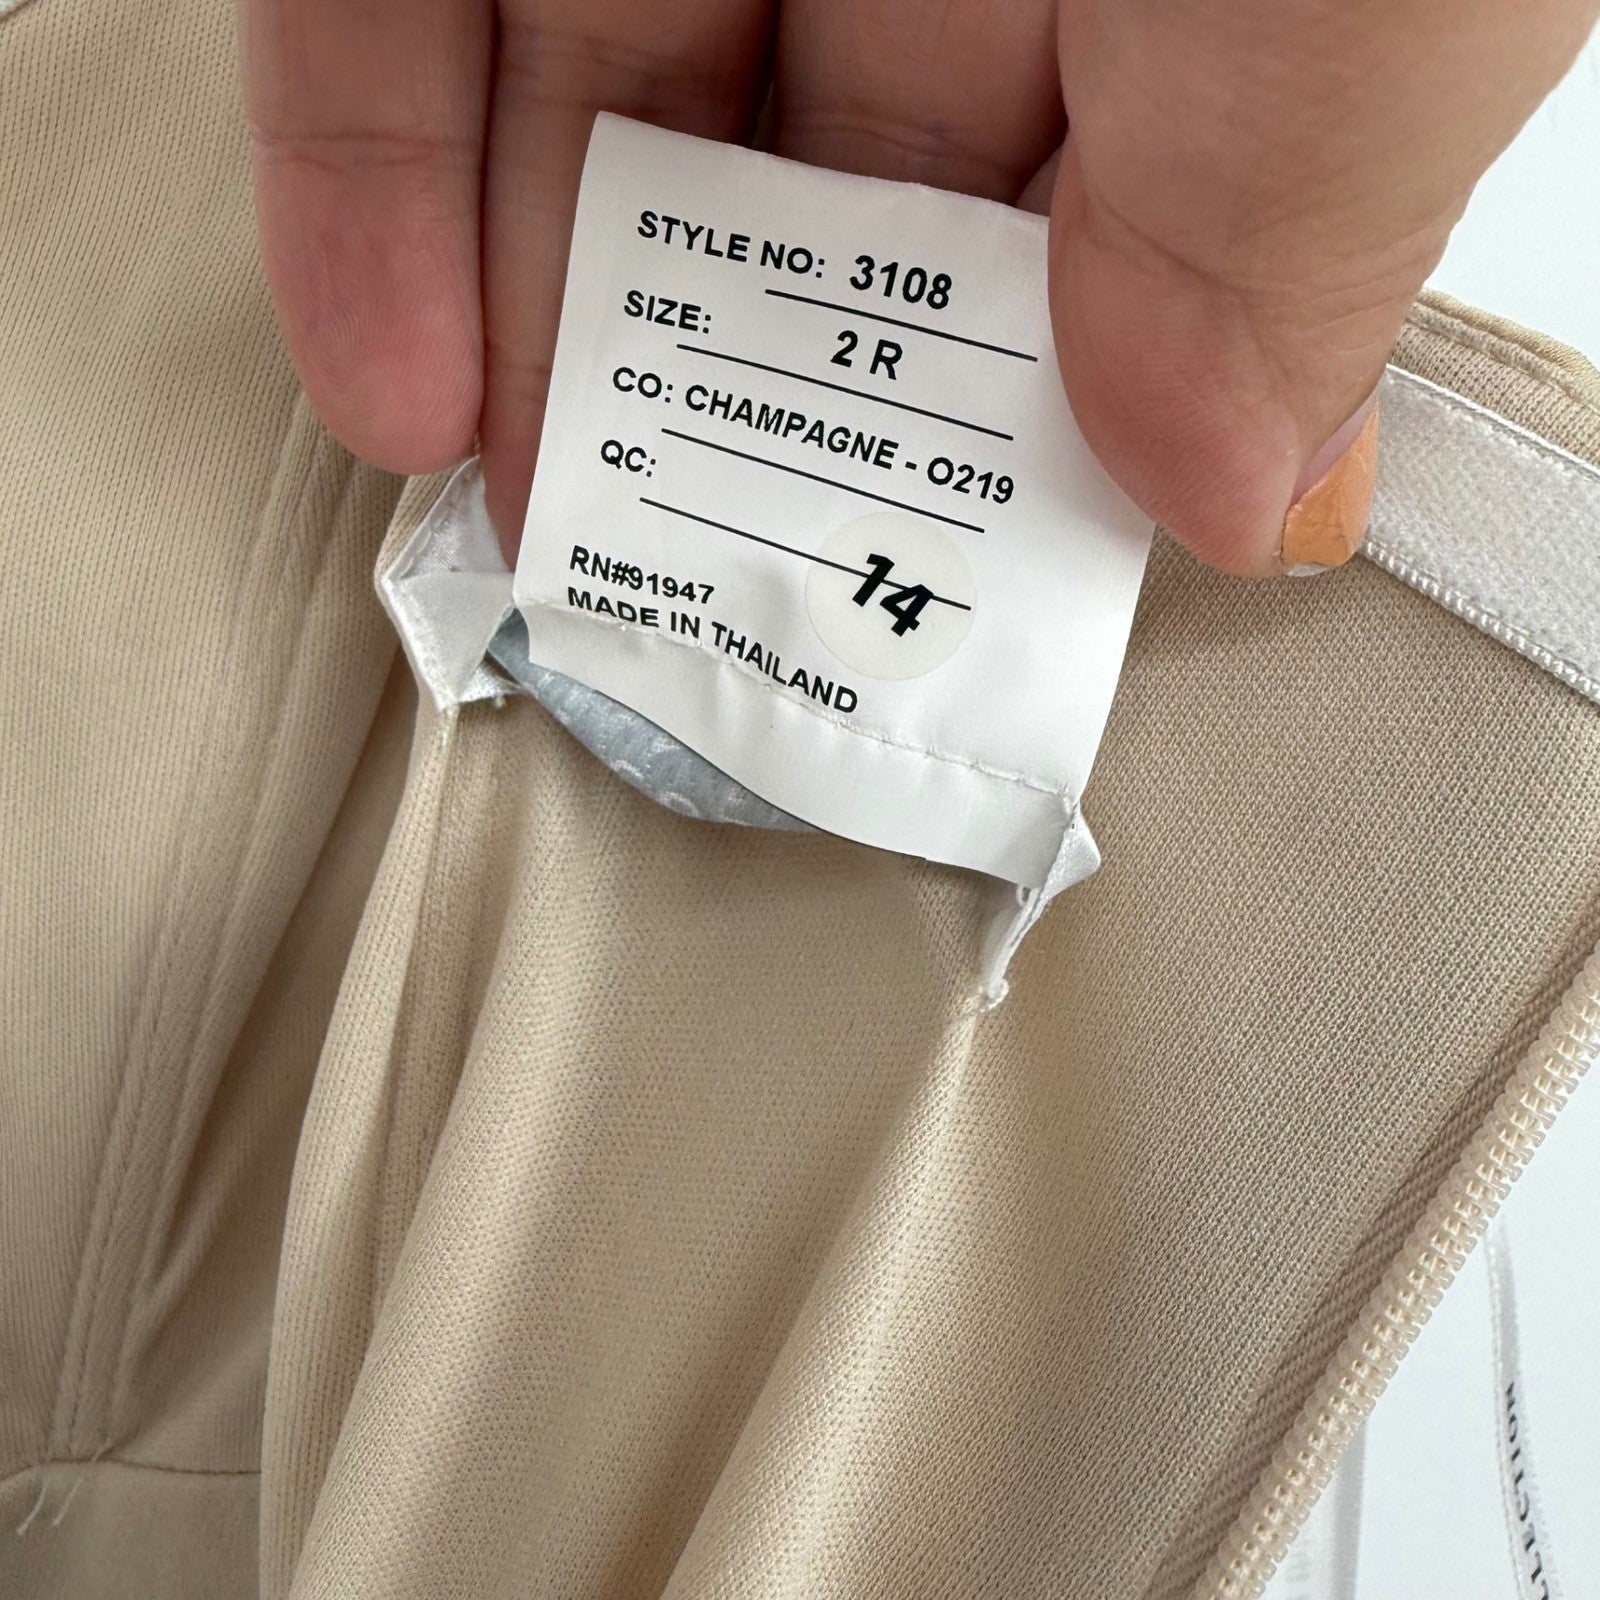 STYLE NO: 3108
SIZE: 2 R
CO: CHAMPAGNE - O219
QC:
14
RN#91947
MADE IN THAILAND